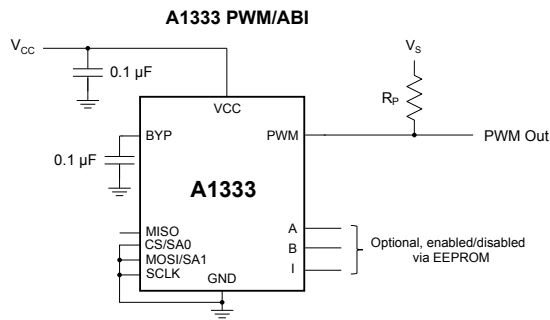 A1333 PWM/ABI
VCC
VS
0.1 µF
RP
VCC
BYP
PWM
PWM Out
0.1 µF
A1333
MISO
CS/SA0
MOSI/SA1
SCLK
GND
A
B
I
Optional, enabled/disabled
via EEPROM